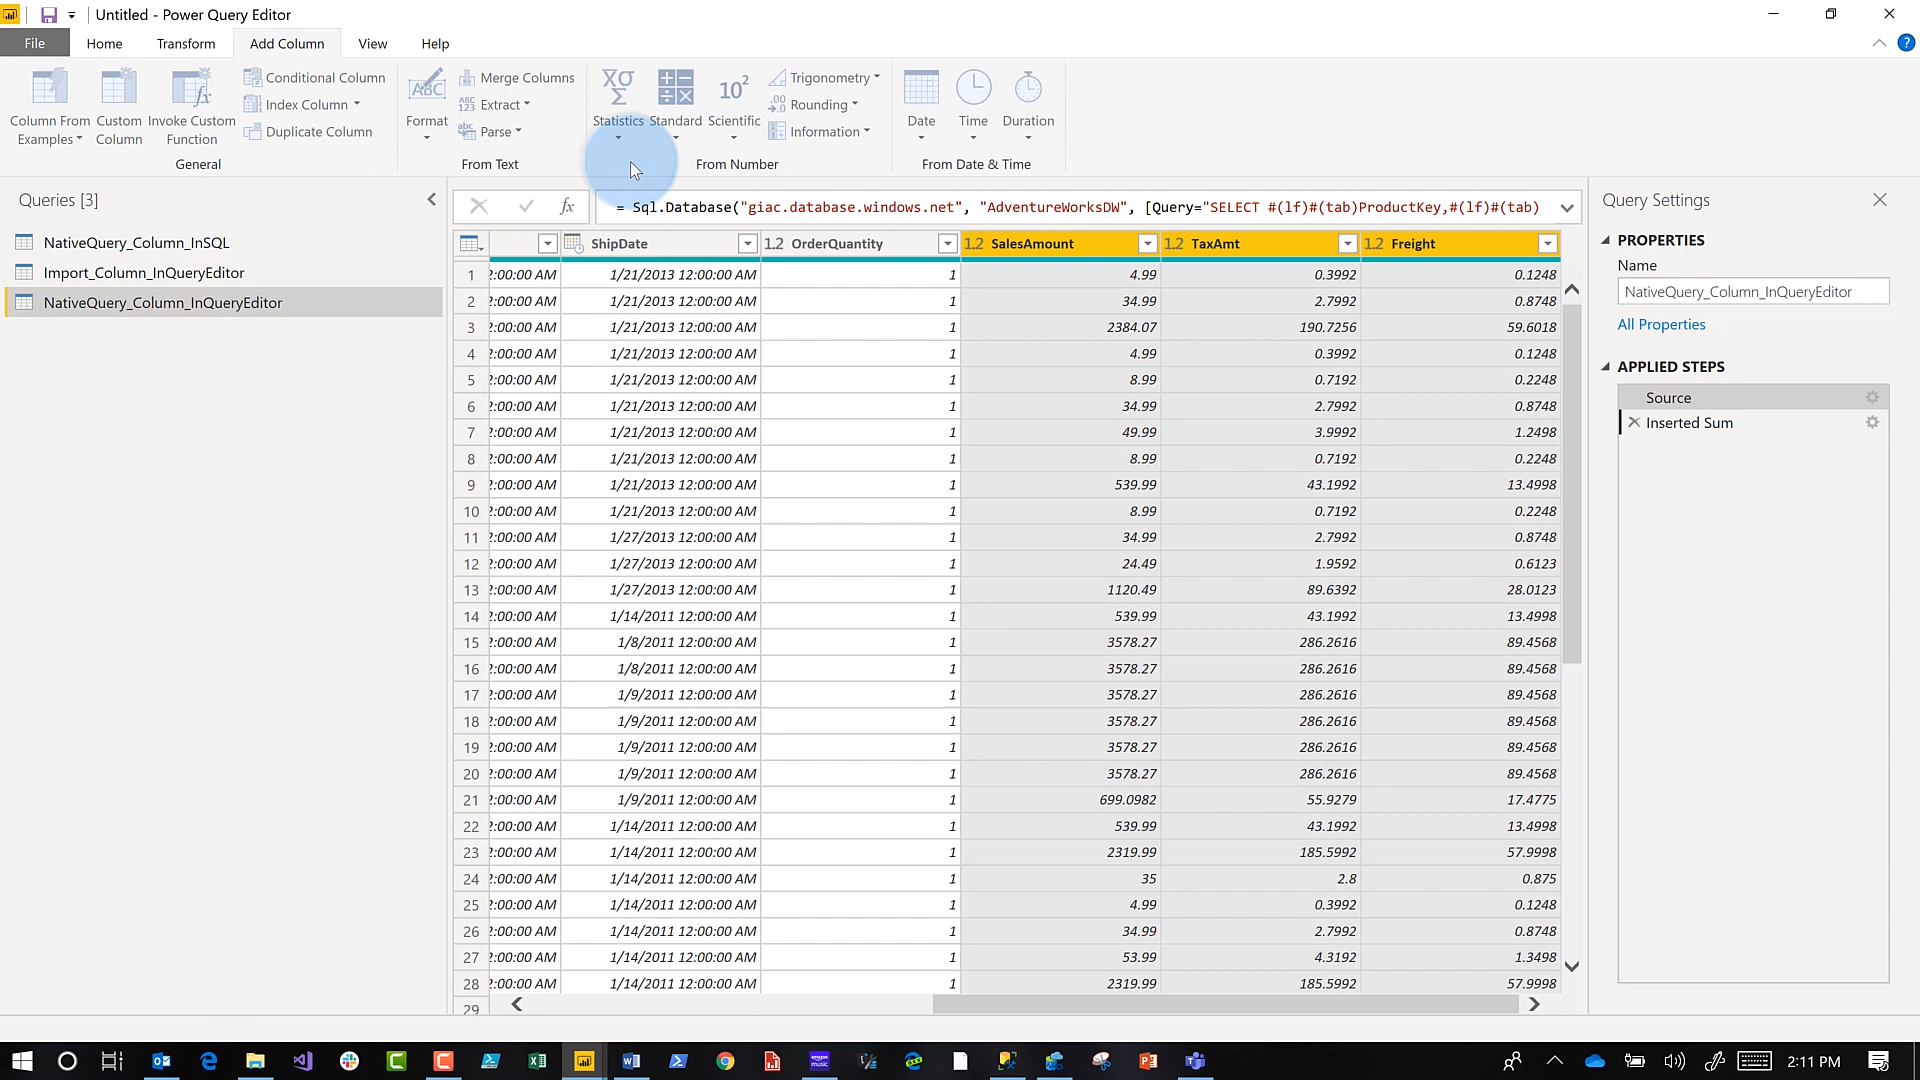 Untitled - Power Query Editor
File Home Transform Add Column View Help
Column From Examples
Custom Column
Invoke Custom Function
Conditional Column
Index Column
Duplicate Column
General
Format
Merge Columns
Extract
Parse
From Text
Statistics
Standard
Scientific
Trigonometry
Rounding
Information
From Number
Date
Time
Duration
From Date & Time
Queries [3]
NativeQuery_Column_InSQL
Import_Column_InQueryEditor
NativeQuery_Column_InQueryEditor
fx = Sql.Database("giac.database.windows.net", "AdventureWorksDW", [Query="SELECT #(lf)#(tab)ProductKey,#(lf)#(tab)
ShipDate 1.2 OrderQuantity 1.2 SalesAmount 1.2 TaxAmt 1.2 Freight
1 2:00:00 AM 1/21/2013 12:00:00 AM 1 4.99 0.3992 0.1248
2 2:00:00 AM 1/21/2013 12:00:00 AM 1 34.99 2.7992 0.8748
3 2:00:00 AM 1/21/2013 12:00:00 AM 1 2384.07 190.7256 59.6018
4 2:00:00 AM 1/21/2013 12:00:00 AM 1 4.99 0.3992 0.1248
5 2:00:00 AM 1/21/2013 12:00:00 AM 1 8.99 0.7192 0.2248
6 2:00:00 AM 1/21/2013 12:00:00 AM 1 34.99 2.7992 0.8748
7 2:00:00 AM 1/21/2013 12:00:00 AM 1 49.99 3.9992 1.2498
8 2:00:00 AM 1/21/2013 12:00:00 AM 1 8.99 0.7192 0.2248
9 2:00:00 AM 1/21/2013 12:00:00 AM 1 539.99 43.1992 13.4998
10 2:00:00 AM 1/21/2013 12:00:00 AM 1 8.99 0.7192 0.2248
11 2:00:00 AM 1/27/2013 12:00:00 AM 1 34.99 2.7992 0.8748
12 2:00:00 AM 1/27/2013 12:00:00 AM 1 24.49 1.9592 0.6123
13 2:00:00 AM 1/27/2013 12:00:00 AM 1 1120.49 89.6392 28.0123
14 2:00:00 AM 1/14/2011 12:00:00 AM 1 539.99 43.1992 13.4998
15 2:00:00 AM 1/8/2011 12:00:00 AM 1 3578.27 286.2616 89.4568
16 2:00:00 AM 1/8/2011 12:00:00 AM 1 3578.27 286.2616 89.4568
17 2:00:00 AM 1/9/2011 12:00:00 AM 1 3578.27 286.2616 89.4568
18 2:00:00 AM 1/9/2011 12:00:00 AM 1 3578.27 286.2616 89.4568
19 2:00:00 AM 1/9/2011 12:00:00 AM 1 3578.27 286.2616 89.4568
20 2:00:00 AM 1/9/2011 12:00:00 AM 1 3578.27 286.2616 89.4568
21 2:00:00 AM 1/9/2011 12:00:00 AM 1 699.0982 55.9279 17.4775
22 2:00:00 AM 1/14/2011 12:00:00 AM 1 539.99 43.1992 13.4998
23 2:00:00 AM 1/14/2011 12:00:00 AM 1 2319.99 185.5992 57.9998
24 2:00:00 AM 1/14/2011 12:00:00 AM 1 35 2.8 0.875
25 2:00:00 AM 1/14/2011 12:00:00 AM 1 4.99 0.3992 0.1248
26 2:00:00 AM 1/14/2011 12:00:00 AM 1 34.99 2.7992 0.8748
27 2:00:00 AM 1/14/2011 12:00:00 AM 1 53.99 4.3192 1.3498
28 2:00:00 AM 1/14/2011 12:00:00 AM 1 2319.99 185.5992 57.9998
29
Query Settings
PROPERTIES
Name
NativeQuery_Column_InQueryEditor
All Properties
APPLIED STEPS
Source
Inserted Sum
2:11 PM